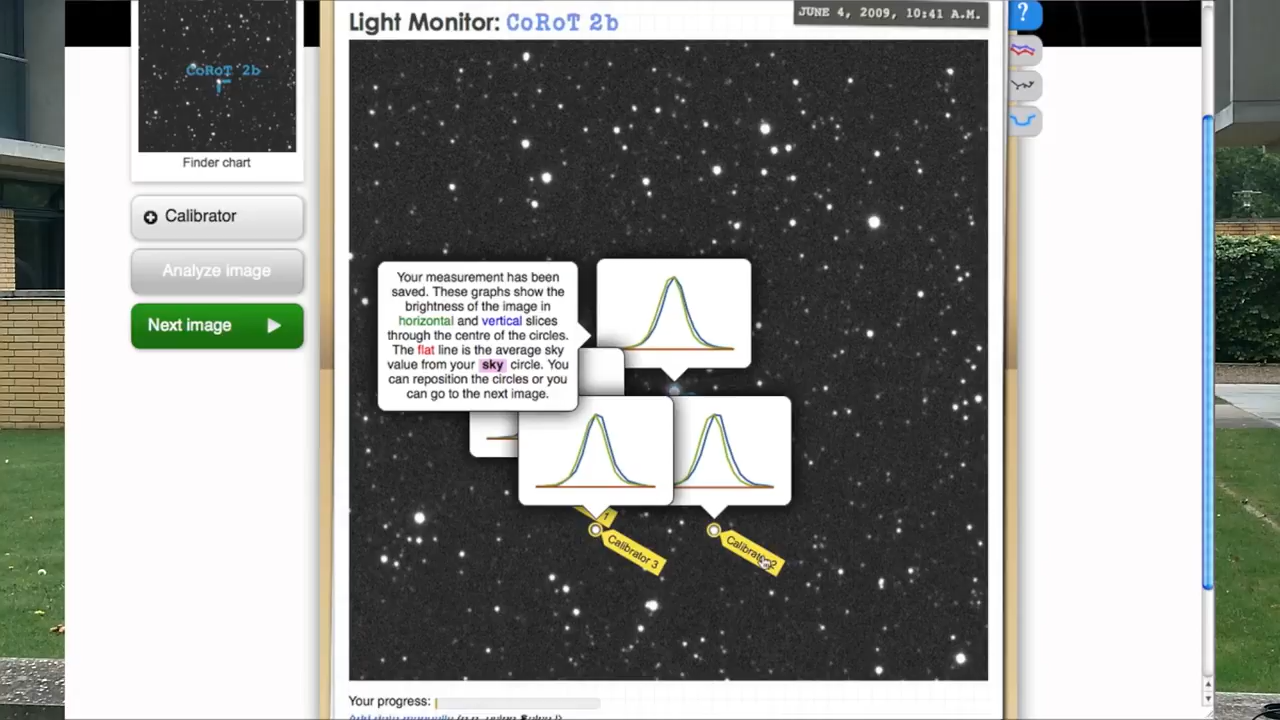 Light Monitor: CoRoT 2b
JUNE 4, 2009, 10:41 A.M.
?
CoRoT 2b
Finder chart
Calibrator
Analyze image
Next image
Your measurement has been
saved. These graphs show the
brightness of the image in
horizontal and vertical slices
through the centre of the circles.
The flat line is the average sky
value from your sky circle. You
can reposition the circles or you
can go to the next image.
1
Calibrator 3
Calibrator 2
Your progress: